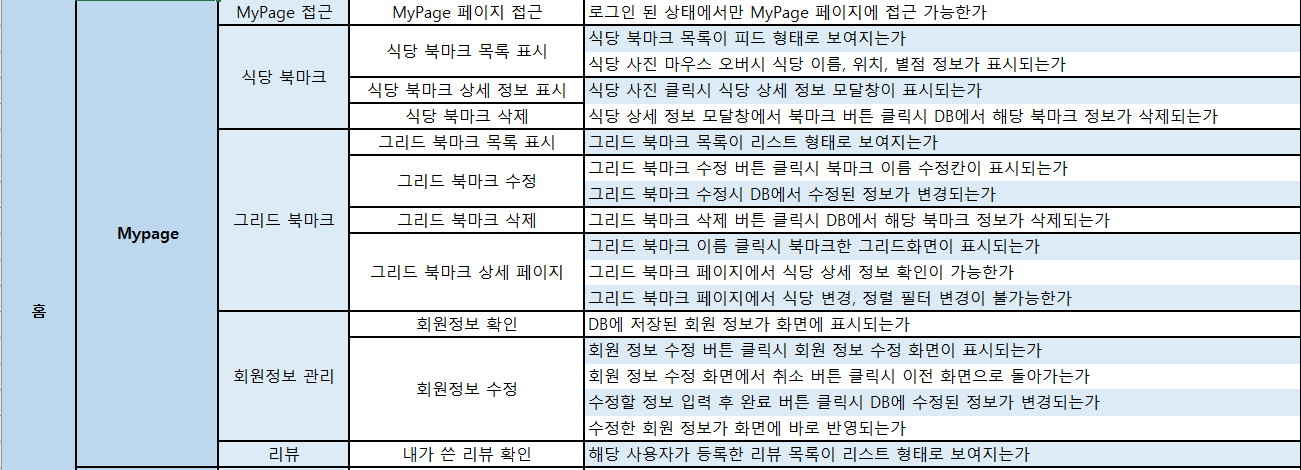 MyPage 접근 MyPage 페이지 접근 로그인 된 상태에서만 MyPage 페이지에 접근 가능한가
식당 북마크 목록 표시 식당 북마크 목록이 피드 형태로 보여지는가
식당 사진 마우스 오버시 식당 이름, 위치, 별점 정보가 표시되는가
식당 북마크
식당 북마크 상세 정보 표시 식당 사진 클릭시 식당 상세 정보 모달창이 표시되는가
식당 북마크 삭제 식당 상세 정보 모달창에서 북마크 버튼 클릭시 DB에서 해당 북마크 정보가 삭제되는가
그리드 북마크 목록 표시 그리드 북마크 목록이 리스트 형태로 보여지는가
그리드 북마크 수정 그리드 북마크 수정 버튼 클릭시 북마크 이름 수정칸이 표시되는가
그리드 북마크 수정시 DB에서 수정된 정보가 변경되는가
그리드 북마크 그리드 북마크 삭제 그리드 북마크 삭제 버튼 클릭시 DB에서 해당 북마크 정보가 삭제되는가
Mypage
그리드 북마크 상세 페이지 그리드 북마크 이름 클릭시 북마크한 그리드화면이 표시되는가
그리드 북마크 페이지에서 식당 상세 정보 확인이 가능한가
그리드 북마크 페이지에서 식당 변경, 정렬 필터 변경이 불가능한가
홈
회원정보 확인 DB에 저장된 회원 정보가 화면에 표시되는가
회원정보 관리 회원정보 수정 회원 정보 수정 버튼 클릭시 회원 정보 수정 화면이 표시되는가
회원 정보 수정 화면에서 취소 버튼 클릭시 이전 화면으로 돌아가는가
수정할 정보 입력 후 완료 버튼 클릭시 DB에 수정된 정보가 변경되는가
수정한 회원 정보가 화면에 바로 반영되는가
리뷰 내가 쓴 리뷰 확인 해당 사용자가 등록한 리뷰 목록이 리스트 형태로 보여지는가